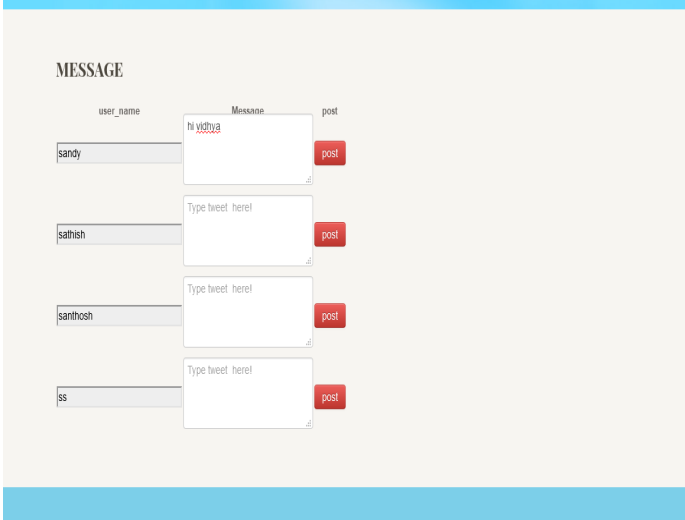 MESSAGE
user_name Message post
hi vidhya
sandy post
Type tweet here!
sathish post
Type tweet here!
santhosh post
Type tweet here!
ss post